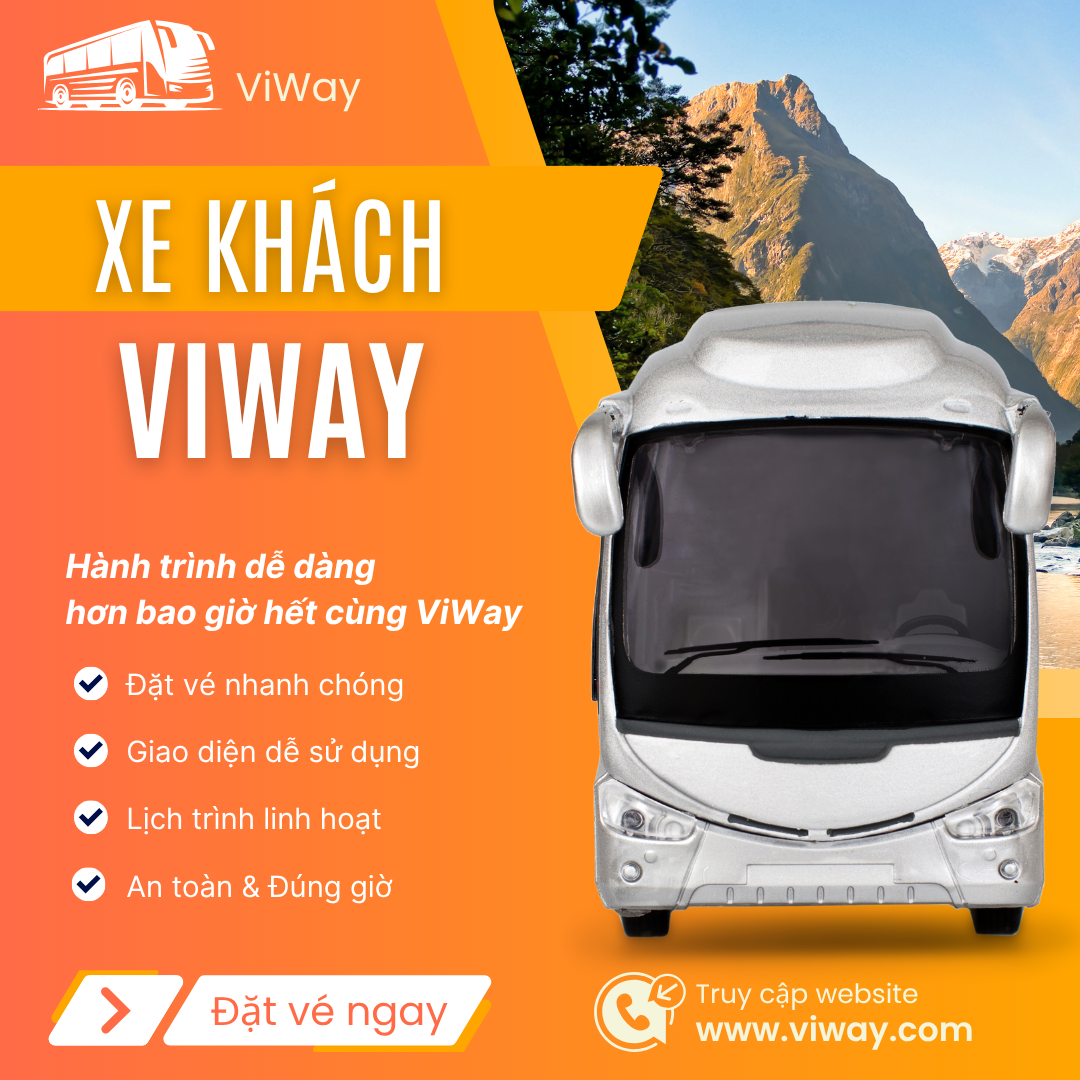 ViWay
XE KHÁCH
VIWAY
Hành trình dễ dàng
hơn bao giờ hết cùng ViWay
Đặt vé nhanh chóng
Giao diện dễ sử dụng
Lịch trình linh hoạt
An toàn & Đúng giờ
Đặt vé ngay
Truy cập website
www.viway.com